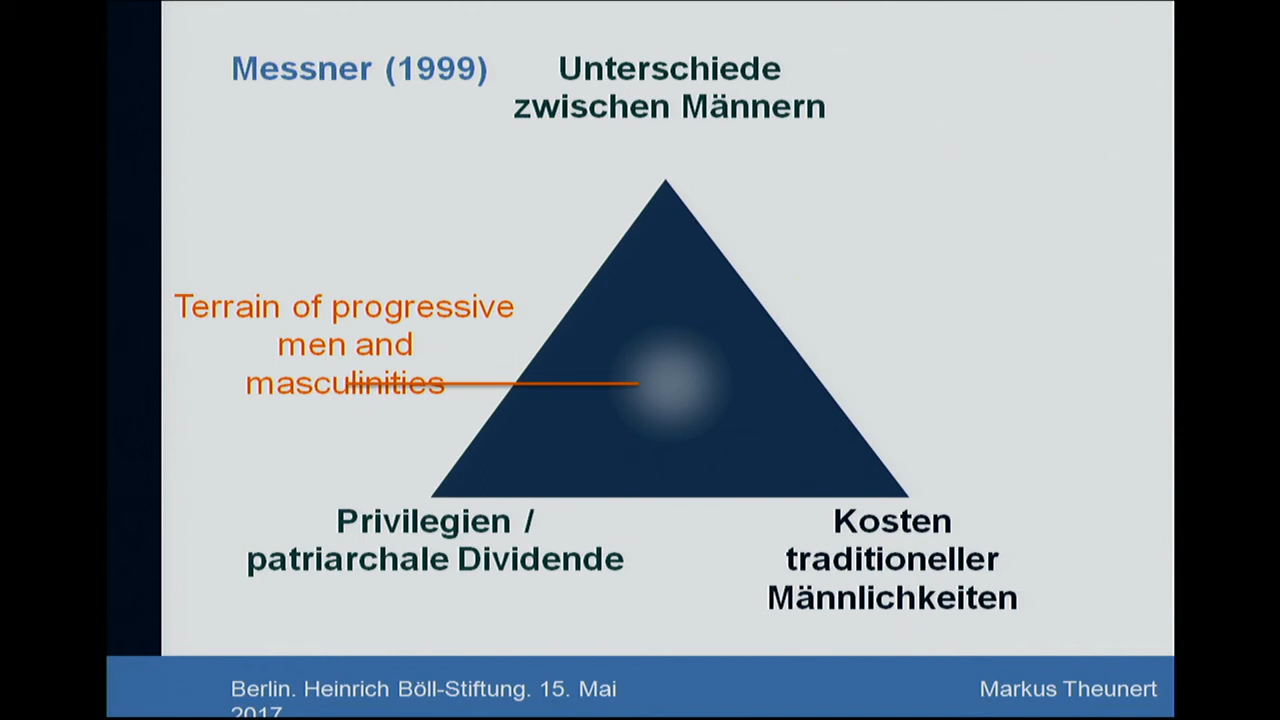 Messner (1999)
Unterschiede
zwischen Männern
Terrain of progressive
men and
masculinities
Privilegien /
patriarchale Dividende
Kosten
traditioneller
Männlichkeiten
Berlin. Heinrich Böll-Stiftung. 15. Mai
2017
Markus Theunert